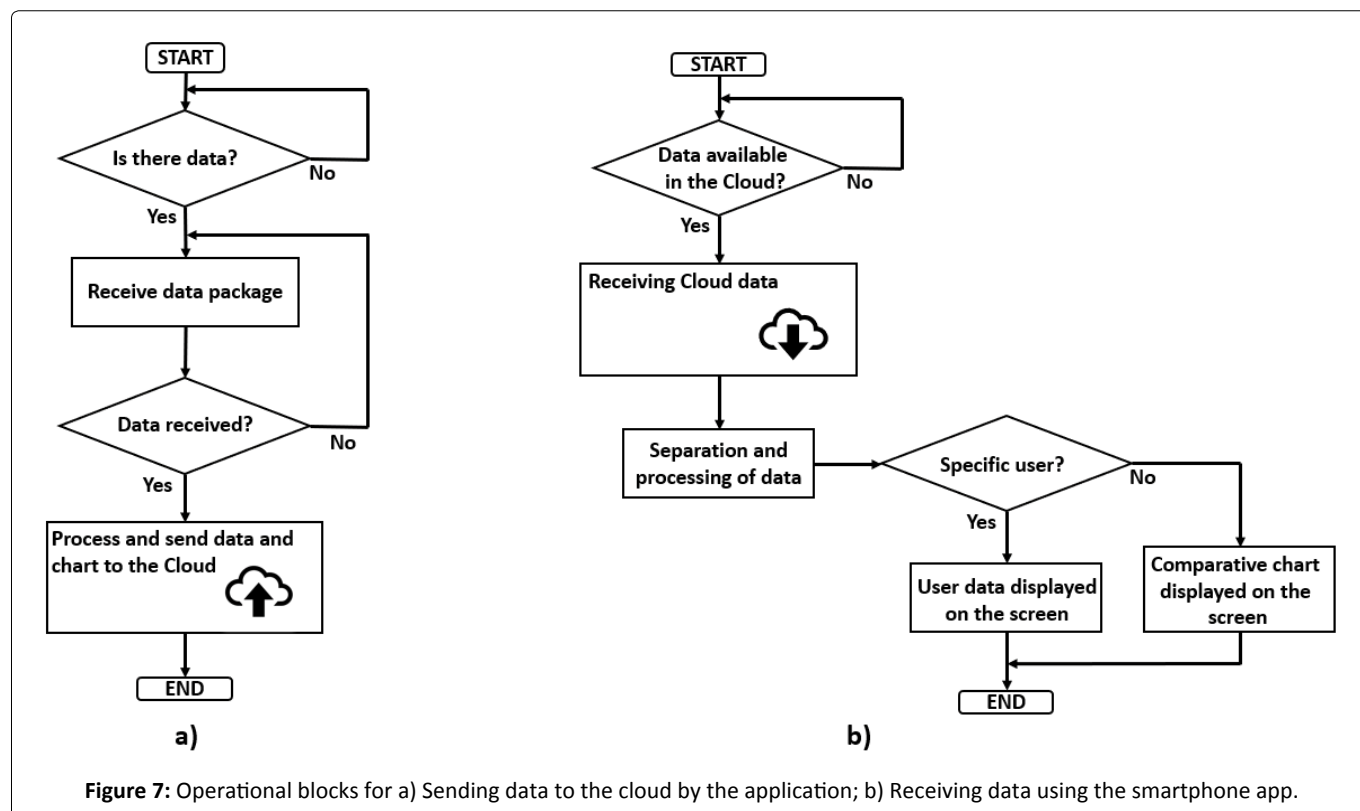 START
Is there data?
No
Yes
Receive data package
Data received?
No
Yes
Process and send data and
chart to the Cloud
END
a)
START
Data available
in the Cloud?
No
Yes
Receiving Cloud data
Separation and
processing of data
Specific user?
No
Yes
User data displayed
on the screen
Comparative chart
displayed on the
screen
END
b)
Figure 7: Operational blocks for a) Sending data to the cloud by the application; b) Receiving data using the smartphone app.